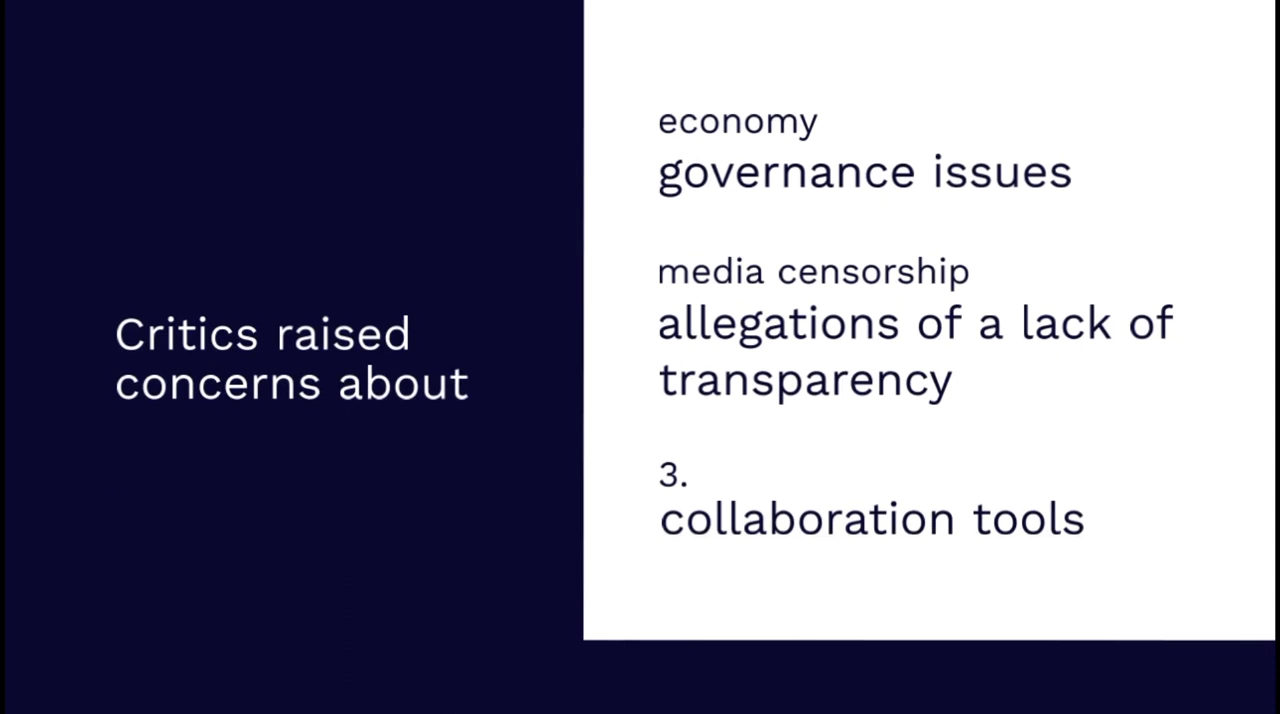 Critics raised
concerns about
economy
governance issues
media censorship
allegations of a lack of
transparency
3.
collaboration tools